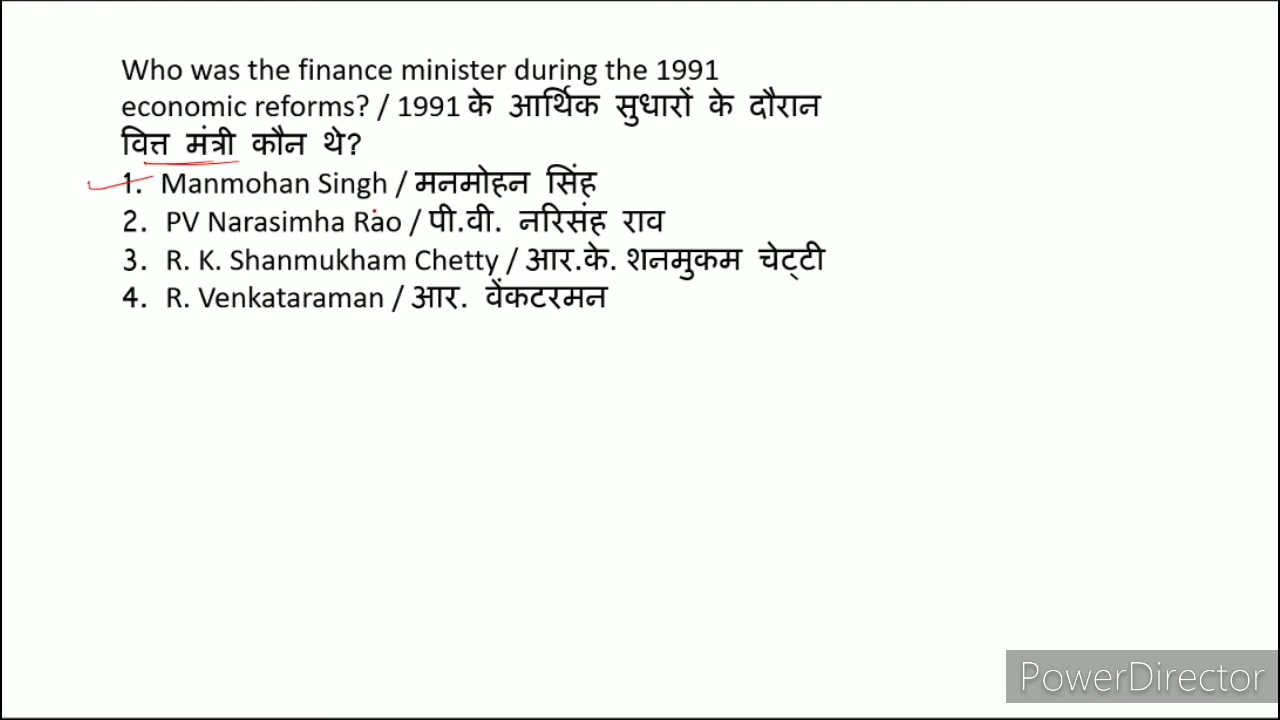 Who was the finance minister during the 1991
economic reforms? / 1991 के आर्थिक सुधारों के दौरान
वित्त मंत्री कौन थे?
1. Manmohan Singh / मनमोहन सिंह
2. PV Narasimha Rao / पी.वी. नरिसंह राव
3. R. K. Shanmukham Chetty / आर.के. शनमुकम चेट्टी
4. R. Venkataraman / आर. वेंकटरमन
PowerDirector